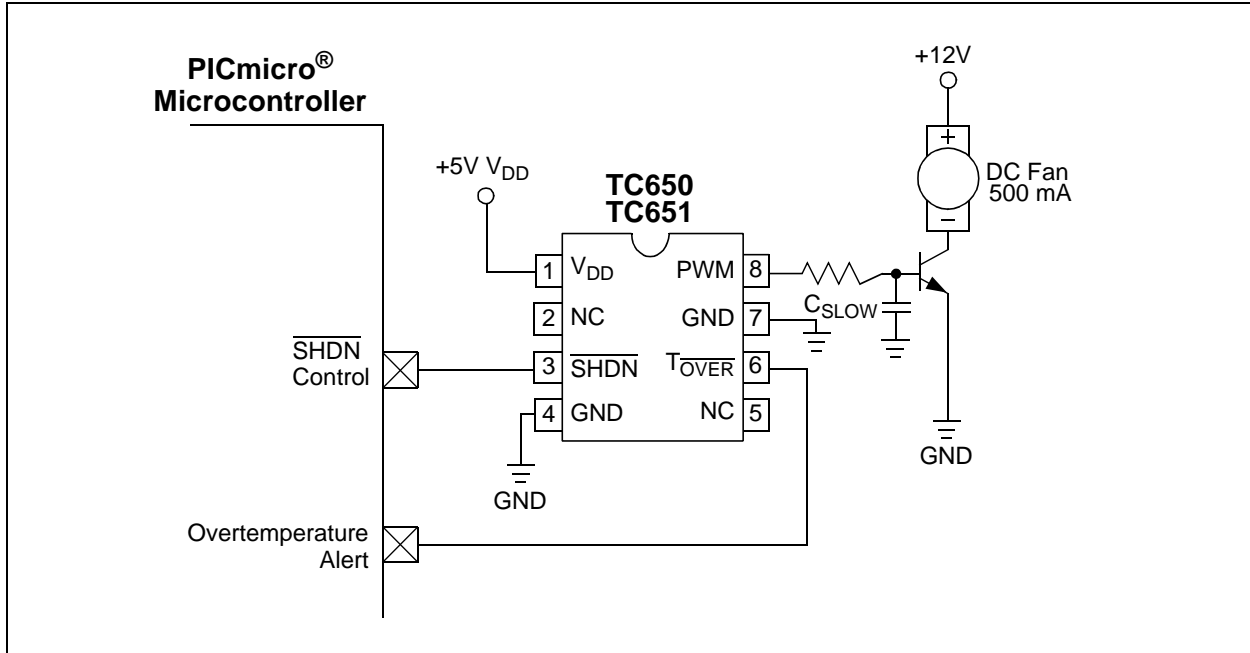 PICmicro®
Microcontroller
+12V
+5V VDD
TC650
TC651
+
DC Fan
500 mA
−
1 VDD
PWM 8
2 NC
CSLOW
GND 7
SHDN
Control
3 SHDN
TOVER 6
4 GND
NC 5
GND
GND
Overtemperature
Alert